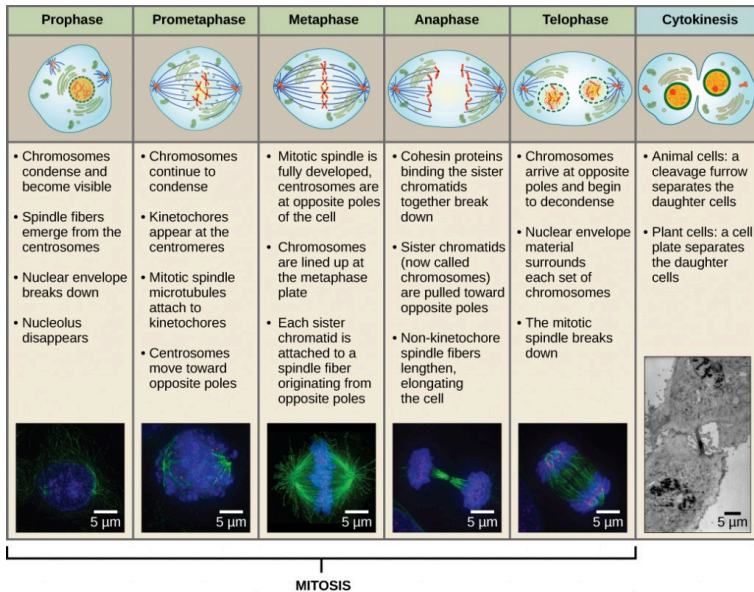 Prophase
Prometaphase
Metaphase
Anaphase
Telophase
Cytokinesis
• Chromosomes
condense and
become visible
• Spindle fibers
emerge from the
centrosomes
• Nuclear envelope
breaks down
• Nucleolus
disappears
• Chromosomes
continue to
condense
• Kinetochores
appear at the
centromeres
• Mitotic spindle
microtubules
attach to
kinetochores
• Centrosomes
move toward
opposite poles
• Mitotic spindle is
fully developed,
centrosomes are
at opposite poles
of the cell
• Chromosomes
are lined up at
the metaphase
plate
• Each sister
chromatid is
attached to a
spindle fiber
originating from
opposite poles
• Cohesin proteins
binding the sister
chromatids
together break
down
• Sister chromatids
(now called
chromosomes)
are pulled toward
opposite poles
• Non-kinetochore
spindle fibers
lengthen,
elongating
the cell
• Chromosomes
arrive at opposite
poles and begin
to decondense
• Nuclear envelope
material
surrounds
each set of
chromosomes
• The mitotic
spindle breaks
down
• Animal cells: a
cleavage furrow
separates the
daughter cells
• Plant cells: a cell
plate separates
the daughter
cells
5 µm
5 µm
5 µm
5 µm
5 µm
5 µm
MITOSIS